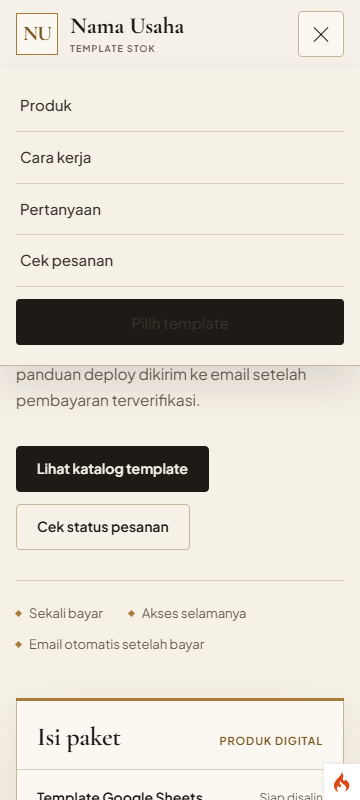 NU
Nama Usaha
TEMPLATE STOK
Produk
Cara kerja
Pertanyaan
Cek pesanan
Pilih template
panduan deploy dikirim ke email setelah
pembayaran terverifikasi.
Lihat katalog template
Cek status pesanan
Sekali bayar
Akses selamanya
Email otomatis setelah bayar
Isi paket
PRODUK DIGITAL
Template Google Sheets
Siap disalin